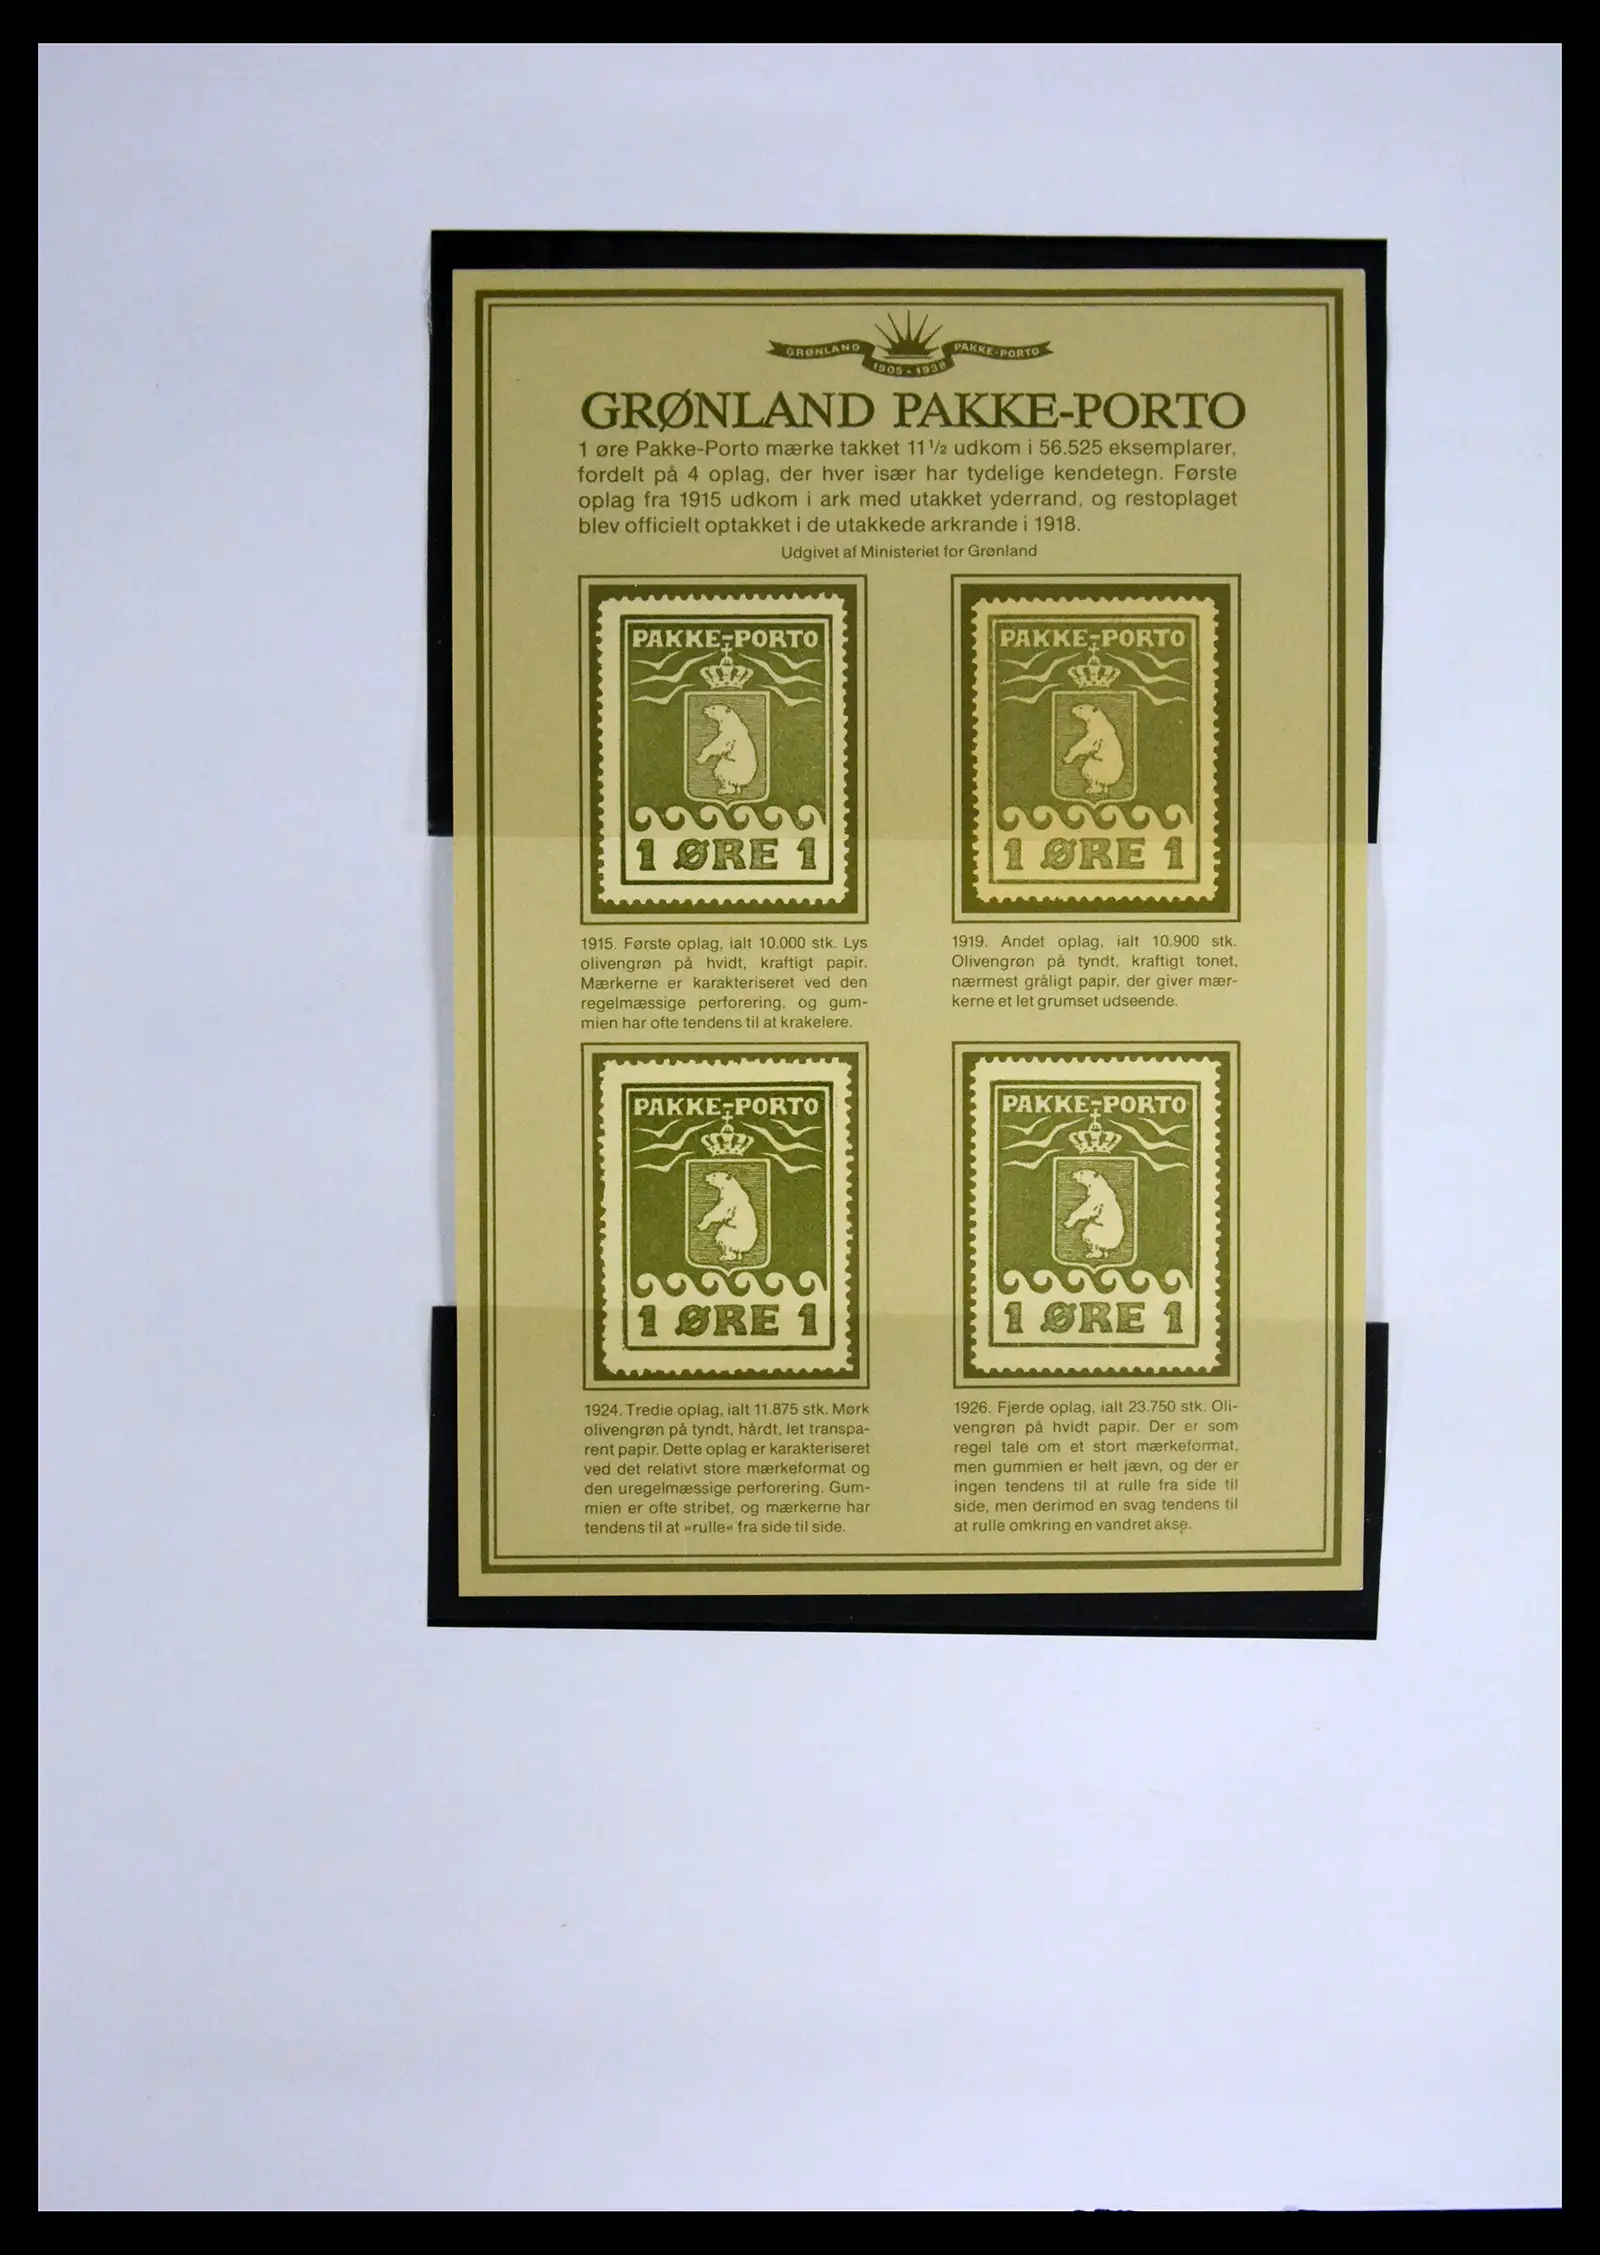 GRØNLAND PAKKE-PORTO
1905 - 1938
GRØNLAND PAKKE-PORTO
1 øre Pakke-Porto mærke takket 11 1/2 udkom i 56.525 eksemplarer,
fordelt på 4 oplag, der hver især har tydelige kendetegn. Første
oplag fra 1915 udkom i ark med utakket yderrand, og restoplaget
blev officielt optakket i de utakkede arkrande i 1918.
Udgivet af Ministeriet for Grønland
PAKKE-PORTO
1 ØRE 1
PAKKE-PORTO
1 ØRE 1
1915. Første oplag, ialt 10.000 stk. Lys
olivengrøn på hvidt, kraftigt papir.
Mærkerne er karakteriseret ved den
regelmæssige perforering, og gum-
mien har ofte tendens til at krakelere.
1919. Andet oplag, ialt 10.900 stk.
Olivengrøn på tyndt, kraftigt tonet,
nærmest gråligt papir, der giver mær-
kerne et let grumset udseende.
PAKKE-PORTO
1 ØRE 1
PAKKE-PORTO
1 ØRE 1
1924. Tredie oplag, ialt 11.875 stk. Mørk
olivengrøn på tyndt, hårdt, let transpa-
rent papir. Dette oplag er karakteriseret
ved det relativt store mærkeformat og
den uregelmæssige perforering. Gum-
mien er ofte stribet, og mærkerne har
tendens til at »rulle« fra side til side.
1926. Fjerde oplag, ialt 23.750 stk. Oli-
vengrøn på hvidt papir. Der er som
regel tale om et stort mærkeformat,
men gummien er helt jævn, og der er
ingen tendens til at rulle fra side til
side, men derimod en svag tendens til
at rulle omkring en vandret akse.